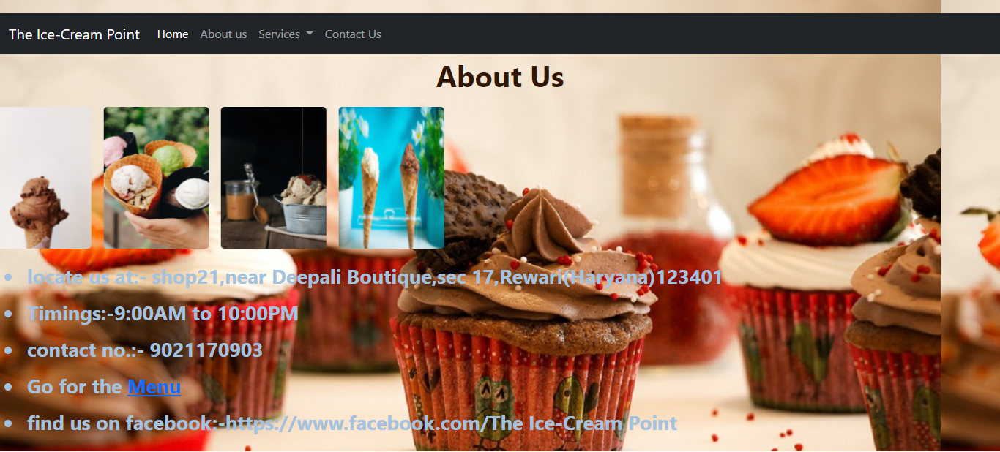 The Ice-Cream Point Home About us Services Contact Us
About Us
locate us at:- shop21,near Deepali Boutique,sec 17,Rewari(Haryana)123401
Timings:-9:00AM to 10:00PM
contact no.:- 9021170903
Go for the Menu
find us on facebook:-https://www.facebook.com/The Ice-Cream Point